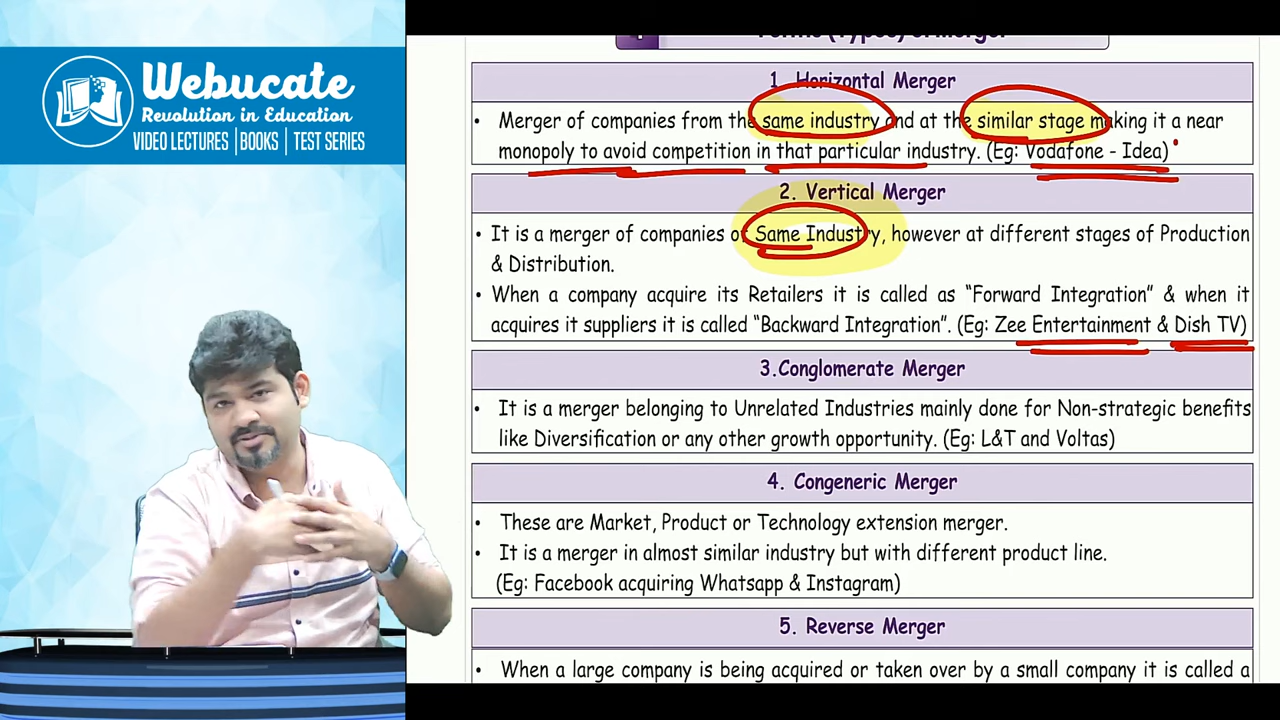 Webucate
Revolution in Education
VIDEO LECTURES | BOOKS | TEST SERIES
1. Horizontal Merger
• Merger of companies from the same industry and at the similar stage making it a near
monopoly to avoid competition in that particular industry. (Eg: Vodafone - Idea)
2. Vertical Merger
• It is a merger of companies of Same Industry, however at different stages of Production
& Distribution.
• When a company acquire its Retailers it is called as "Forward Integration" & when it
acquires it suppliers it is called "Backward Integration". (Eg: Zee Entertainment & Dish TV)
3.Conglomerate Merger
• It is a merger belonging to Unrelated Industries mainly done for Non-strategic benefits
like Diversification or any other growth opportunity. (Eg: L&T and Voltas)
4. Congeneric Merger
• These are Market, Product or Technology extension merger.
• It is a merger in almost similar industry but with different product line.
(Eg: Facebook acquiring Whatsapp & Instagram)
5. Reverse Merger
• When a large company is being acquired or taken over by a small company it is called a